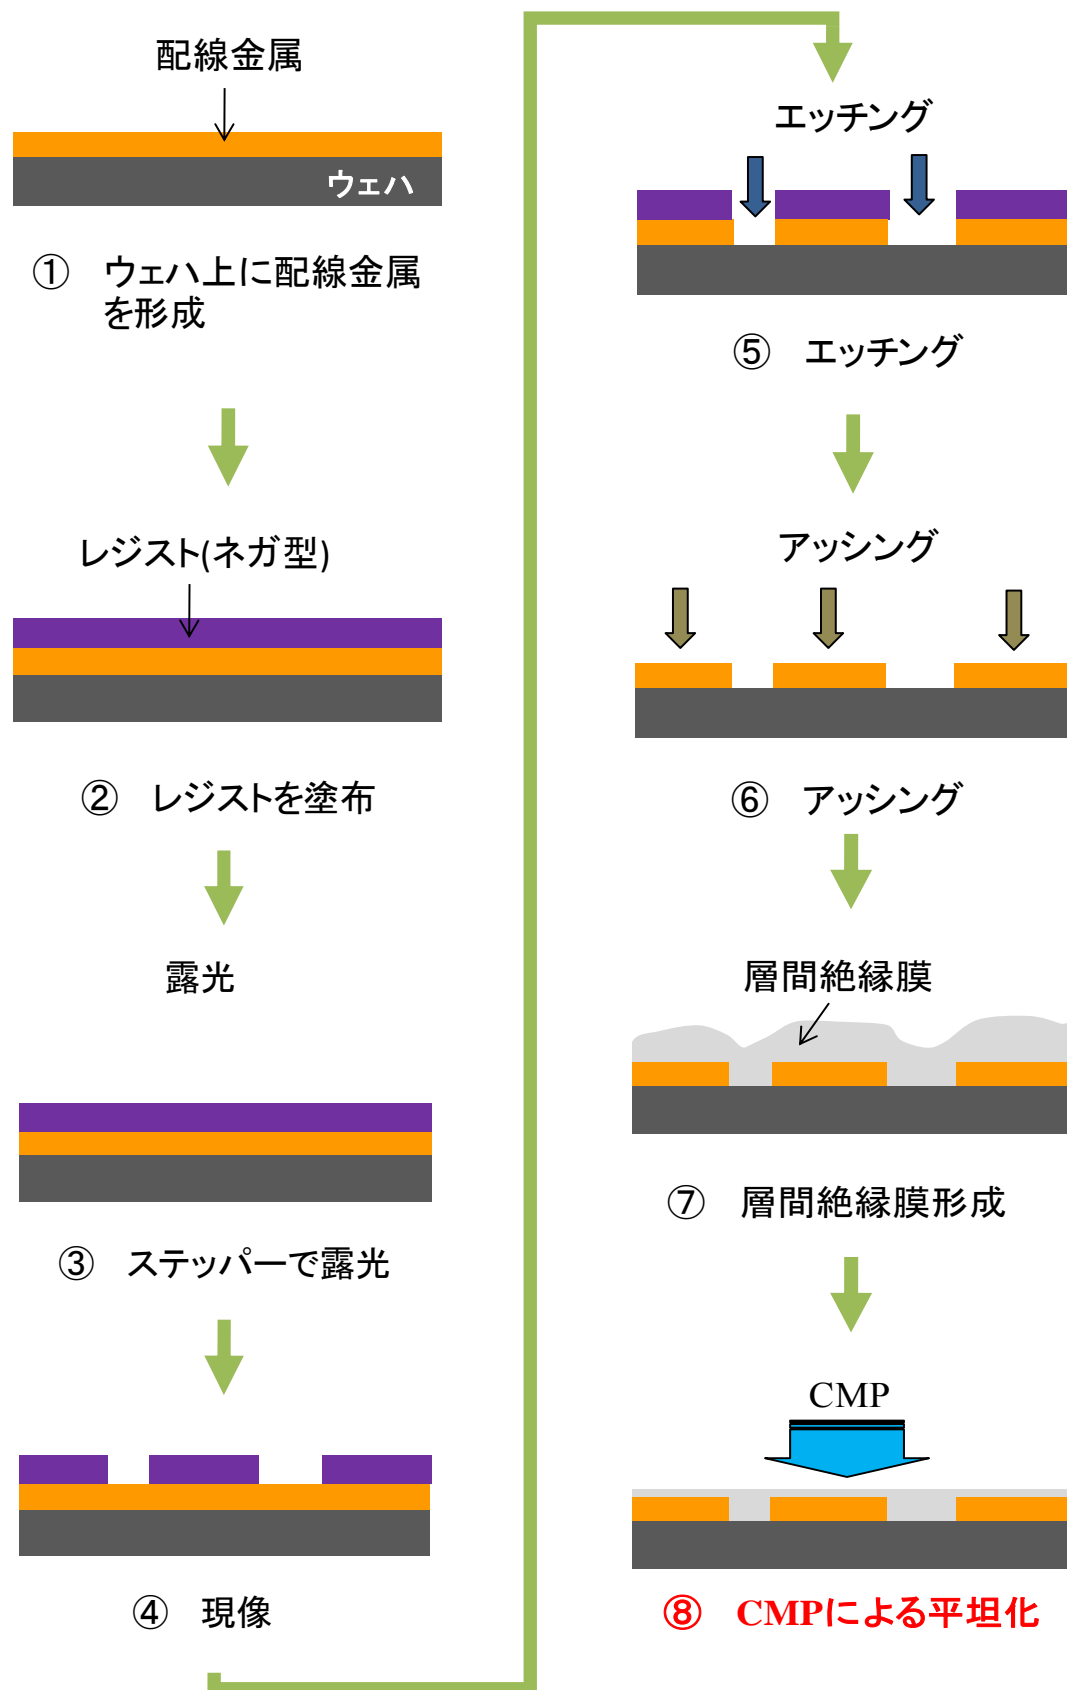 配線金属
ウェハ
① ウェハ上に配線金属
を形成
レジスト(ネガ型)
② レジストを塗布
露光
③ ステッパーで露光
④ 現像
エッチング
⑤ エッチング
アッシング
⑥ アッシング
層間絶縁膜
⑦ 層間絶縁膜形成
CMP
⑧ CMPによる平坦化